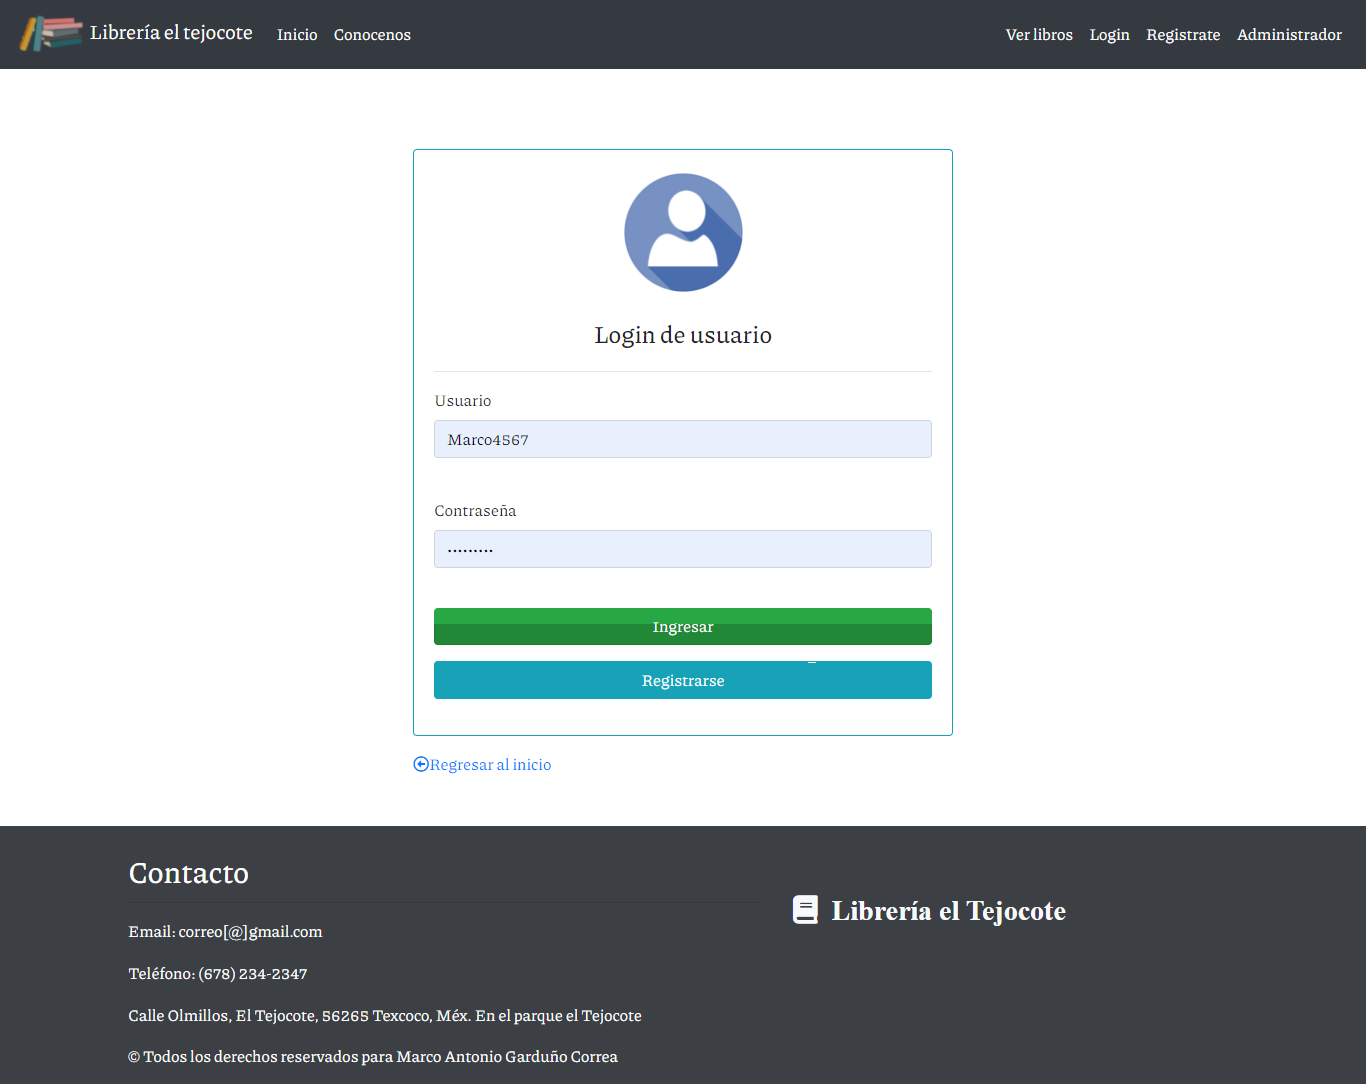 Librería el tejocote Inicio Conocenos Ver libros Login Registrate Administrador
Login de usuario
Usuario
Marco4567
Contraseña
·········
Ingresar
Registrarse
Regresar al inicio
Contacto
Librería el Tejocote
Email: correo[@]gmail.com
Teléfono: (678) 234-2347
Calle Olmillos, El Tejocote, 56265 Texcoco, Méx. En el parque el Tejocote
© Todos los derechos reservados para Marco Antonio Garduño Correa